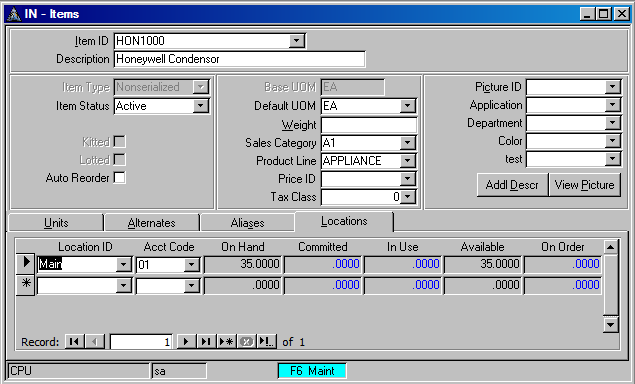 IN - Items
Item ID HON1000
Description Honeywell Condensor
Item Type Nonserialized
Item Status Active
Kitted
Lotted
Auto Reorder
Base UOM EA
Default UOM EA
Weight
Sales Category A1
Product Line APPLIANCE
Price ID
Tax Class 0
Picture ID
Application
Department
Color
test
Addl Descr View Picture
Units Alternates Aliases Locations
Location ID Acct Code On Hand Committed In Use Available On Order
Main 01 35.0000 .0000 .0000 35.0000 .0000
.0000 .0000 .0000 .0000 .0000
Record: 1 of 1
CPU sa F6 Maint